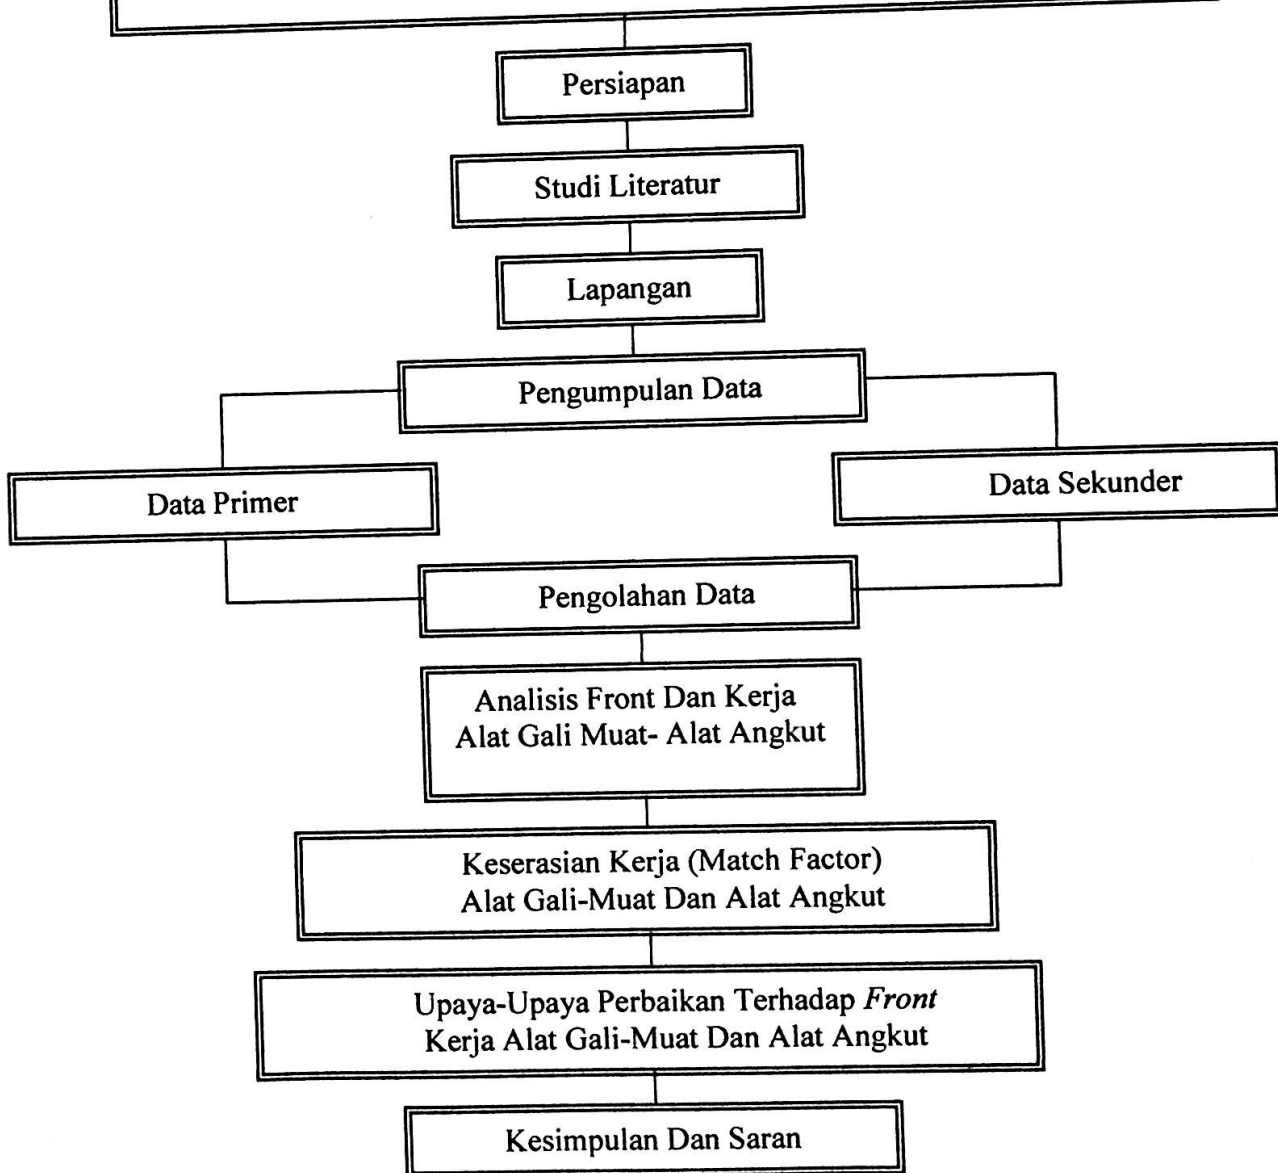 Persiapan
Studi Literatur
Lapangan
Pengumpulan Data
Data Primer
Data Sekunder
Pengolahan Data
Analisis Front Dan Kerja
Alat Gali Muat- Alat Angkut
Keserasian Kerja (Match Factor)
Alat Gali-Muat Dan Alat Angkut
Upaya-Upaya Perbaikan Terhadap Front
Kerja Alat Gali-Muat Dan Alat Angkut
Kesimpulan Dan Saran